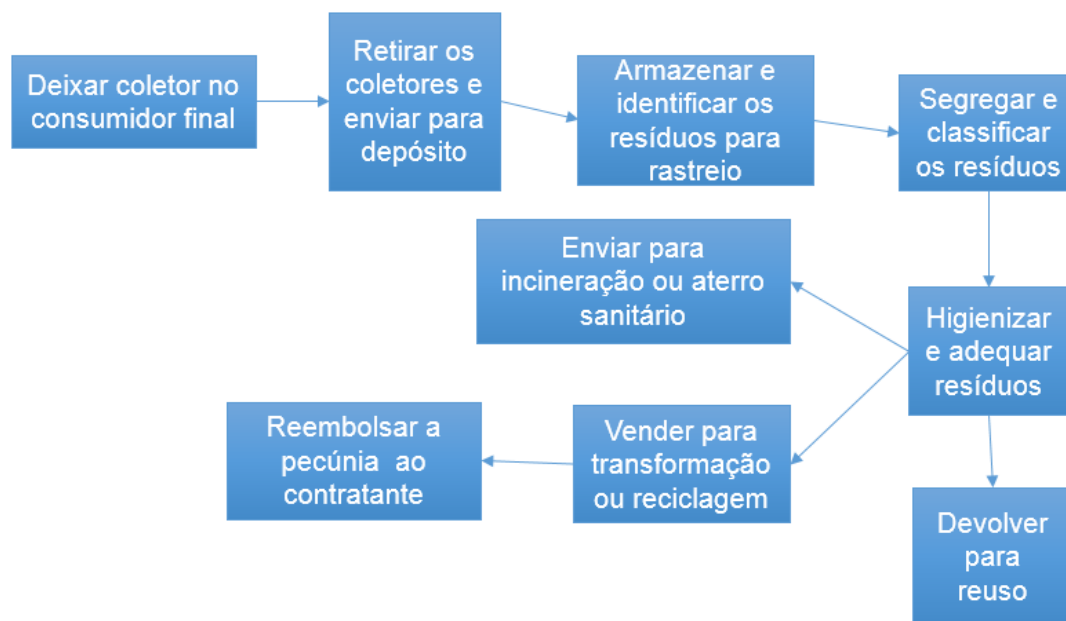 Deixar coletor no
consumidor final
Retirar os
coletores e
enviar para
depósito
Armazenar e
identificar os
resíduos para
rastreio
Segregar e
classificar
os resíduos
Enviar para
incineração ou aterro
sanitário
Higienizar
e adequar
resíduos
Reembolsar a
pecúnia ao
contratante
Vender para
transformação
ou reciclagem
Devolver
para
reuso